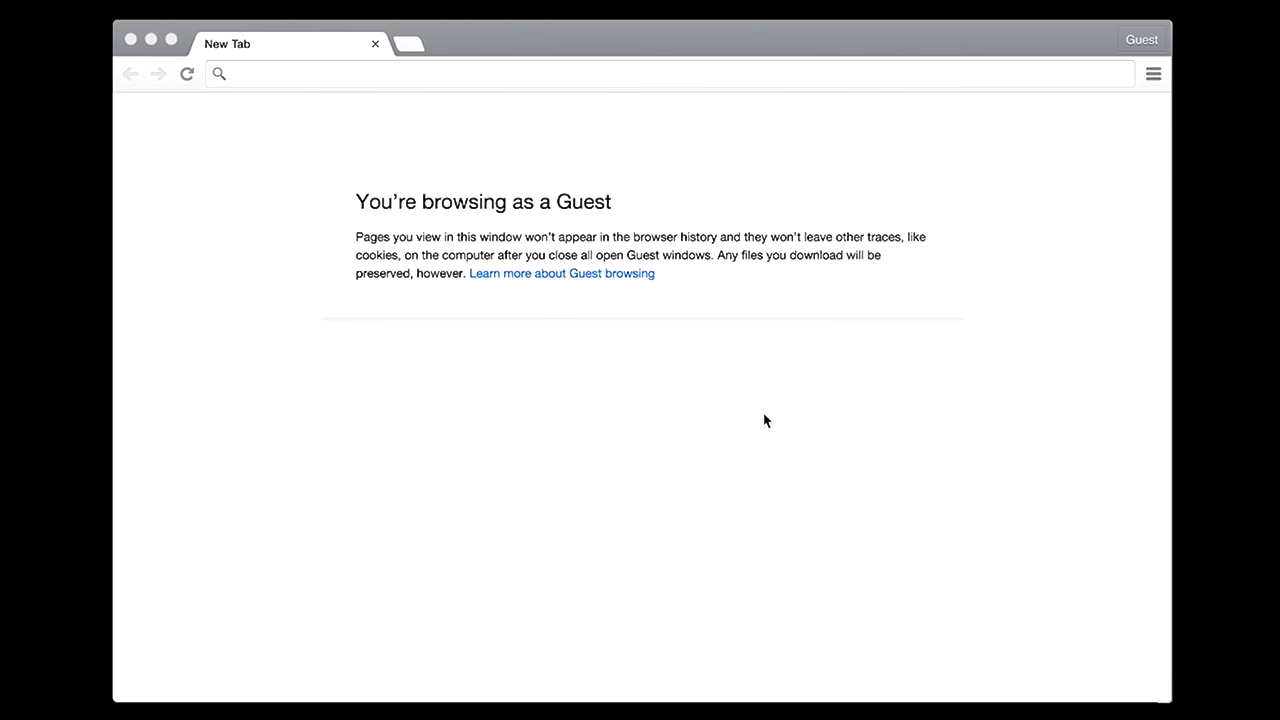 New Tab
Guest
You’re browsing as a Guest
Pages you view in this window won’t appear in the browser history and they won’t leave other traces, like
cookies, on the computer after you close all open Guest windows. Any files you download will be
preserved, however. Learn more about Guest browsing